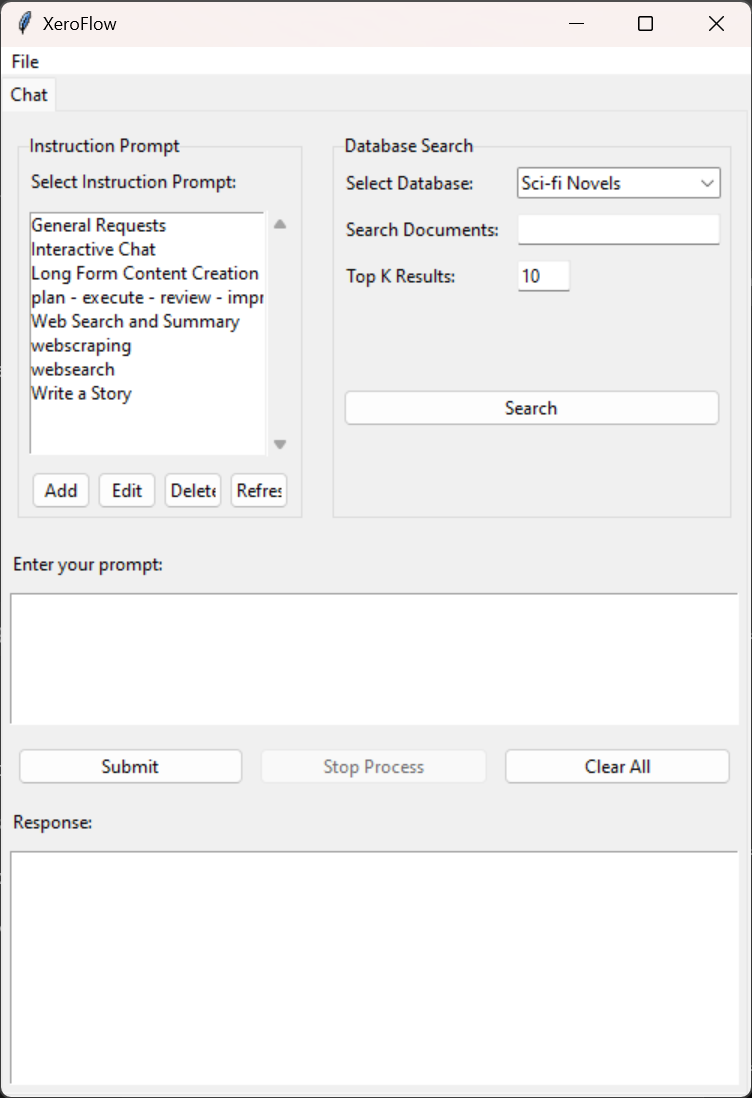 XeroFlow
File
Chat
Instruction Prompt
Select Instruction Prompt:
General Requests
Interactive Chat
Long Form Content Creation
plan - execute - review - impr
Web Search and Summary
webscraping
websearch
Write a Story
Add Edit Delete Refres
Database Search
Select Database: Sci-fi Novels
Search Documents:
Top K Results: 10
Search
Enter your prompt:
Submit Stop Process Clear All
Response: